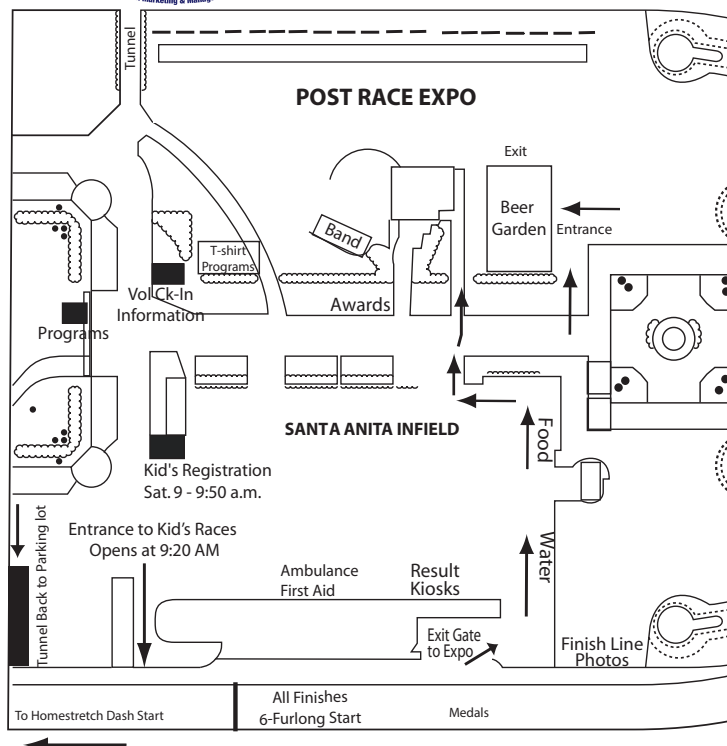 Marketing &
Tunnel
POST RACE EXPO
Exit
Beer
Garden
Entrance
Band
T-shirt
Programs
Vol Ck-In
Information
Awards
Programs
SANTA ANITA INFIELD
Food
Kid's Registration
Sat. 9 - 9:50 a.m.
Tunnel Back to Parking lot
Entrance to Kid's Races
Opens at 9:20 AM
Water
Ambulance
First Aid
Result
Kiosks
Exit Gate
to Expo
Finish Line
Photos
To Homestretch Dash Start
All Finishes
6-Furlong Start
Medals